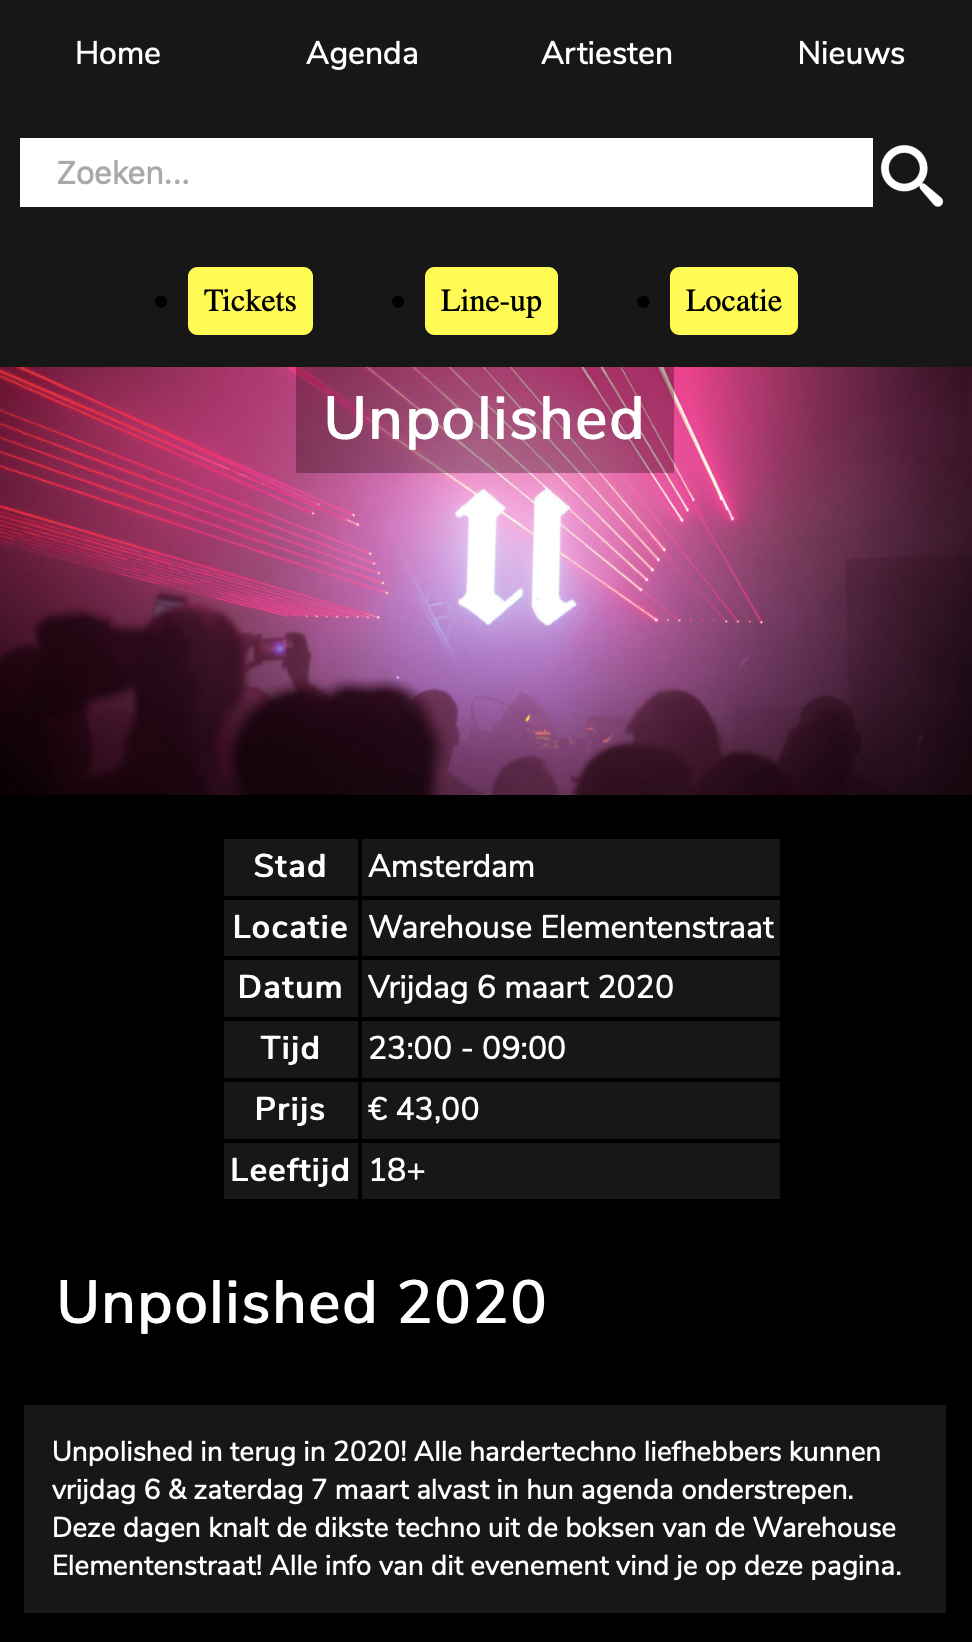 Home Agenda Artiesten Nieuws
Zoeken...
Tickets Line-up Locatie
Unpolished
Stad Amsterdam
Locatie Warehouse Elementenstraat
Datum Vrijdag 6 maart 2020
Tijd 23:00 - 09:00
Prijs € 43,00
Leeftijd 18+
Unpolished 2020
Unpolished in terug in 2020! Alle hardertechno liefhebbers kunnen
vrijdag 6 & zaterdag 7 maart alvast in hun agenda onderstrepen.
Deze dagen knalt de dikste techno uit de boksen van de Warehouse
Elementenstraat! Alle info van dit evenement vind je op deze pagina.